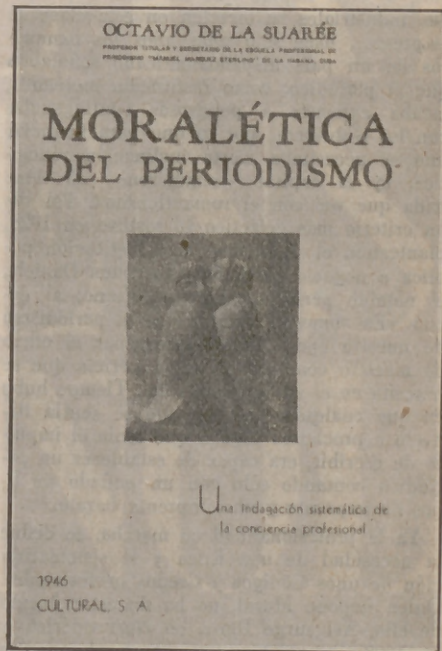 OCTAVIO DE LA SUARÉE
PROFESOR TITULAR Y SECRETARIO DE LA ESCUELA PROFESIONAL DE
PERIODISMO "MANUEL MARQUEZ STERLING" DE LA HABANA, CUBA
MORALÉTICA
DEL PERIODISMO
Una Indagación sistemática de
la conciencia profesional
1946
CULTURAL, S. A.